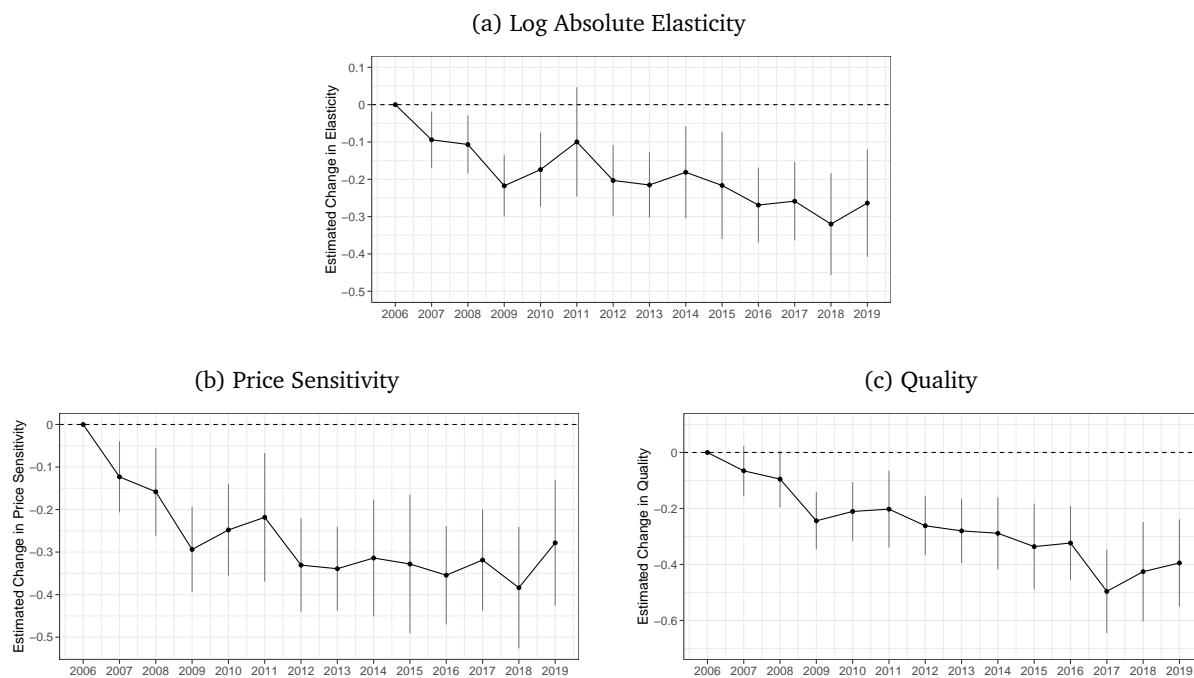 (a) Log Absolute Elasticity
Estimated Change in Elasticity
0.1
0
−0.1
−0.2
−0.3
−0.4
−0.5
2006 2007 2008 2009 2010 2011 2012 2013 2014 2015 2016 2017 2018 2019
(b) Price Sensitivity
Estimated Change in Price Sensitivity
0
−0.1
−0.2
−0.3
−0.4
−0.5
2006 2007 2008 2009 2010 2011 2012 2013 2014 2015 2016 2017 2018 2019
(c) Quality
Estimated Change in Quality
0
−0.2
−0.4
−0.6
2006 2007 2008 2009 2010 2011 2012 2013 2014 2015 2016 2017 2018 2019